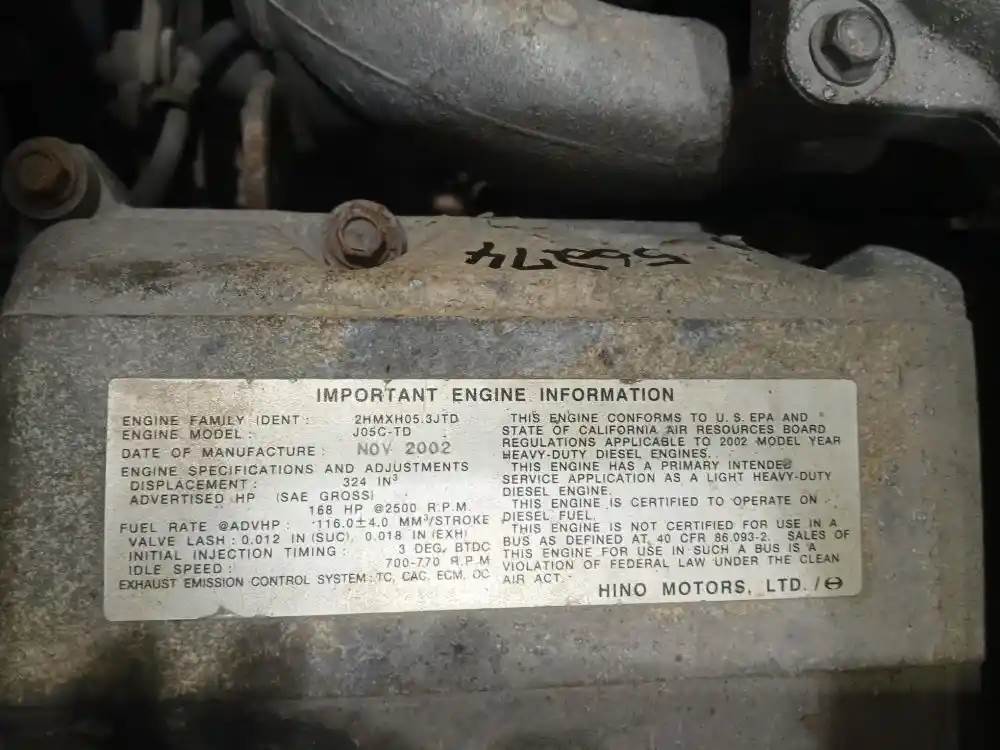 56274
IMPORTANT ENGINE INFORMATION
ENGINE FAMILY IDENT: 2HMXH05.3JTD
ENGINE MODEL: J05C-TD
DATE OF MANUFACTURE: NOV 2002
ENGINE SPECIFICATIONS AND ADJUSTMENTS
DISPLACEMENT: 324 IN³
ADVERTISED HP (SAE GROSS)
168 HP @2500 R.P.M.
FUEL RATE @ADVHP: 116.0±4.0 MM³/STROKE
VALVE LASH: 0.012 IN (SUC), 0.018 IN (EXH)
INITIAL INJECTION TIMING: 3 DEG. BTDC
IDLE SPEED: 700-770 R.P.M
EXHAUST EMISSION CONTROL SYSTEM: TC, CAC, ECM, OC
THIS ENGINE CONFORMS TO U.S. EPA AND
STATE OF CALIFORNIA AIR RESOURCES BOARD
REGULATIONS APPLICABLE TO 2002 MODEL YEAR
HEAVY-DUTY DIESEL ENGINES.
THIS ENGINE HAS A PRIMARY INTENDED
SERVICE APPLICATION AS A LIGHT HEAVY-DUTY
DIESEL ENGINE.
THIS ENGINE IS CERTIFIED TO OPERATE ON
DIESEL FUEL.
THIS ENGINE IS NOT CERTIFIED FOR USE IN A
BUS AS DEFINED AT 40 CFR 86.093-2. SALES OF
THIS ENGINE FOR USE IN SUCH A BUS IS A
VIOLATION OF FEDERAL LAW UNDER THE CLEAN
AIR ACT.
HINO MOTORS, LTD./